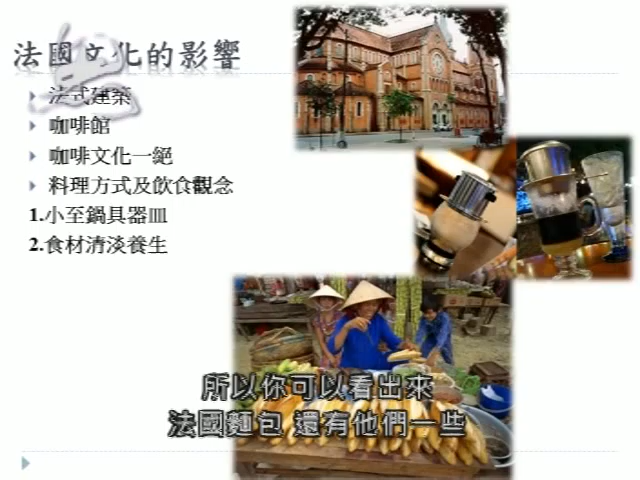 法國文化的影響
法式建築
咖啡館
咖啡文化一絕
料理方式及飲食觀念
1.小至鍋具器皿
2.食材清淡養生
所以你可以看出來
法國麵包 還有他們一些